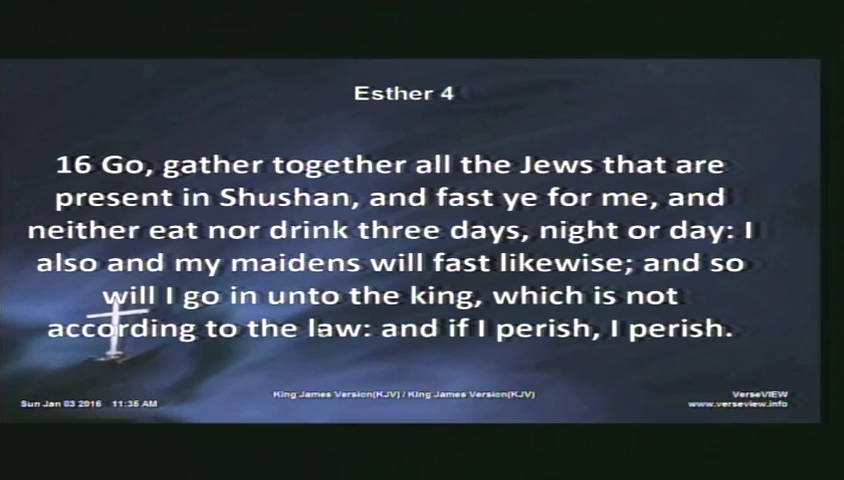 Esther 4
16 Go, gather together all the Jews that are
present in Shushan, and fast ye for me, and
neither eat nor drink three days, night or day: I
also and my maidens will fast likewise; and so
will I go in unto the king, which is not
according to the law: and if I perish, I perish.
King James Version(KJV) / King James Version(KJV)
Sun Jan 03 2016 11:35 AM
VerseVIEW
www.verseview.info